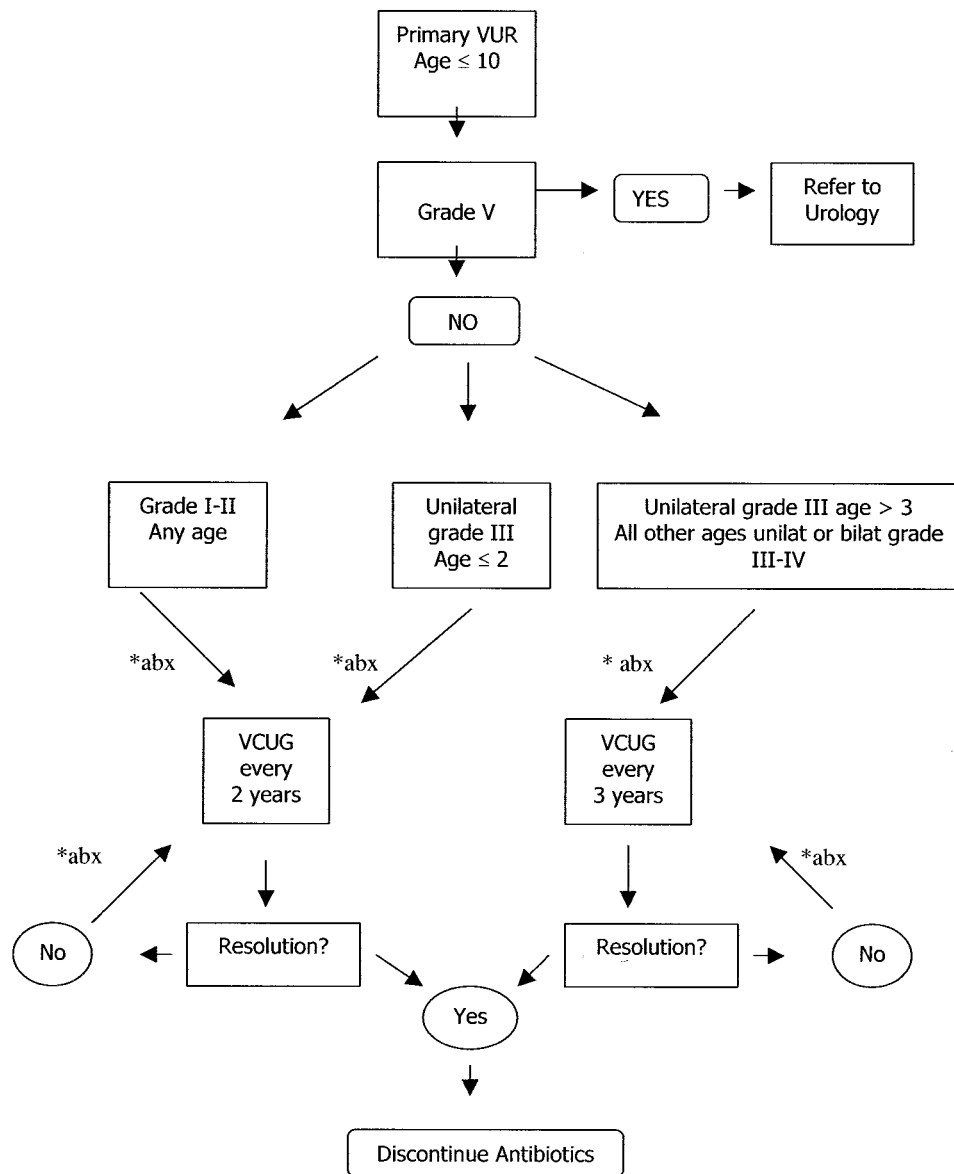 Primary VUR
Age ≤ 10
Grade V
YES
Refer to
Urology
NO
Grade I-II
Any age
Unilateral
grade III
Age ≤ 2
Unilateral grade III age > 3
All other ages unilat or bilat grade
III-IV
*abx
*abx
* abx
VCUG
every
2 years
VCUG
every
3 years
*abx
*abx
No
Resolution?
Resolution?
No
Yes
Discontinue Antibiotics